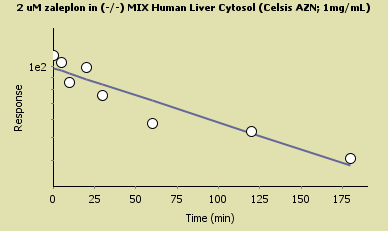 2 uM zaleplon in (-/-) MIX Human Liver Cytosol (Celsis AZN; 1mg/mL)
1e2
Response
0 25 50 75 100 125 150 175
Time (min)